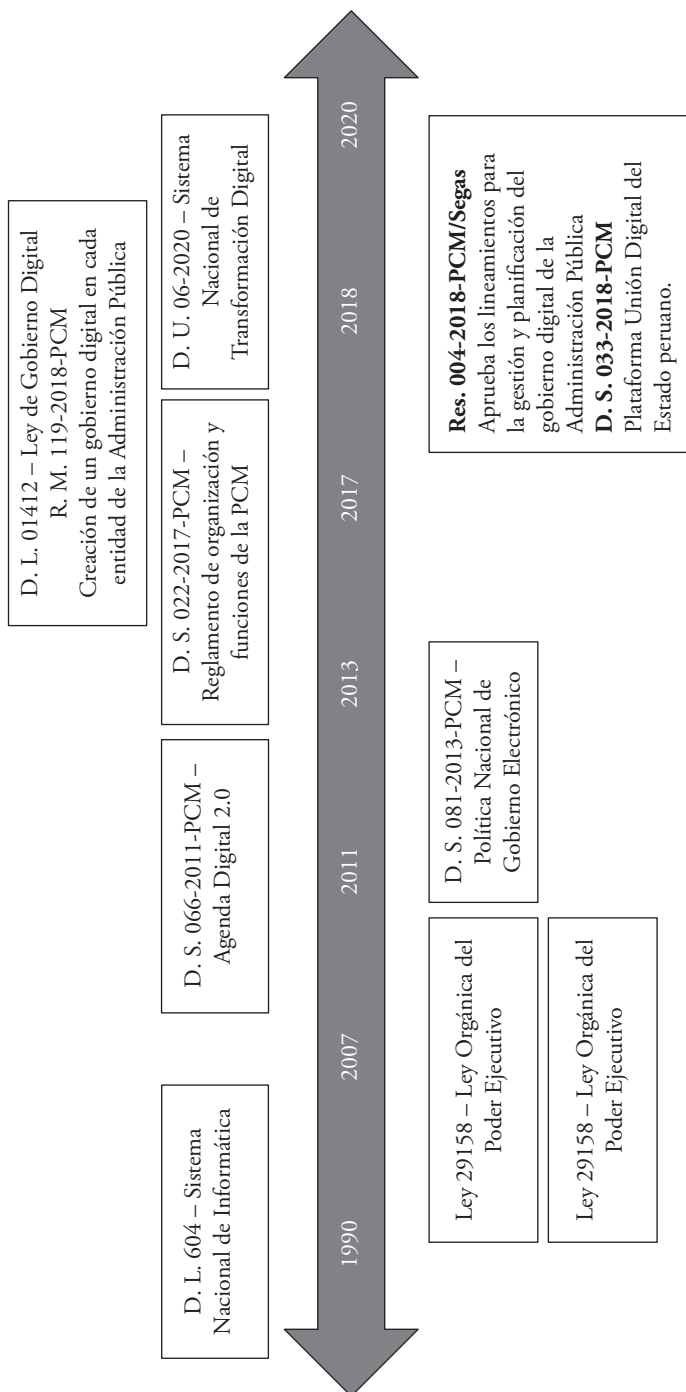 D. L. 01412 – Ley de Gobierno Digital
R. M. 119-2018-PCM
Creación de un gobierno digital en cada
entidad de la Administración Pública
D. L. 604 – Sistema
Nacional de Informática
D. S. 066-2011-PCM –
Agenda Digital 2.0
D. S. 022-2017-PCM –
Reglamento de organización y
funciones de la PCM
D. U. 06-2020 – Sistema
Nacional de
Transformación Digital
1990
2007
2011
2013
2017
2018
2020
Ley 29158 – Ley Orgánica del
Poder Ejecutivo
Ley 29158 – Ley Orgánica del
Poder Ejecutivo
D. S. 081-2013-PCM –
Política Nacional de
Gobierno Electrónico
Res. 004-2018-PCM/Segas
Aprueba los lineamientos para
la gestión y planificación del
gobierno digital de la
Administración Pública
D. S. 033-2018-PCM
Plataforma Unión Digital del
Estado peruano.